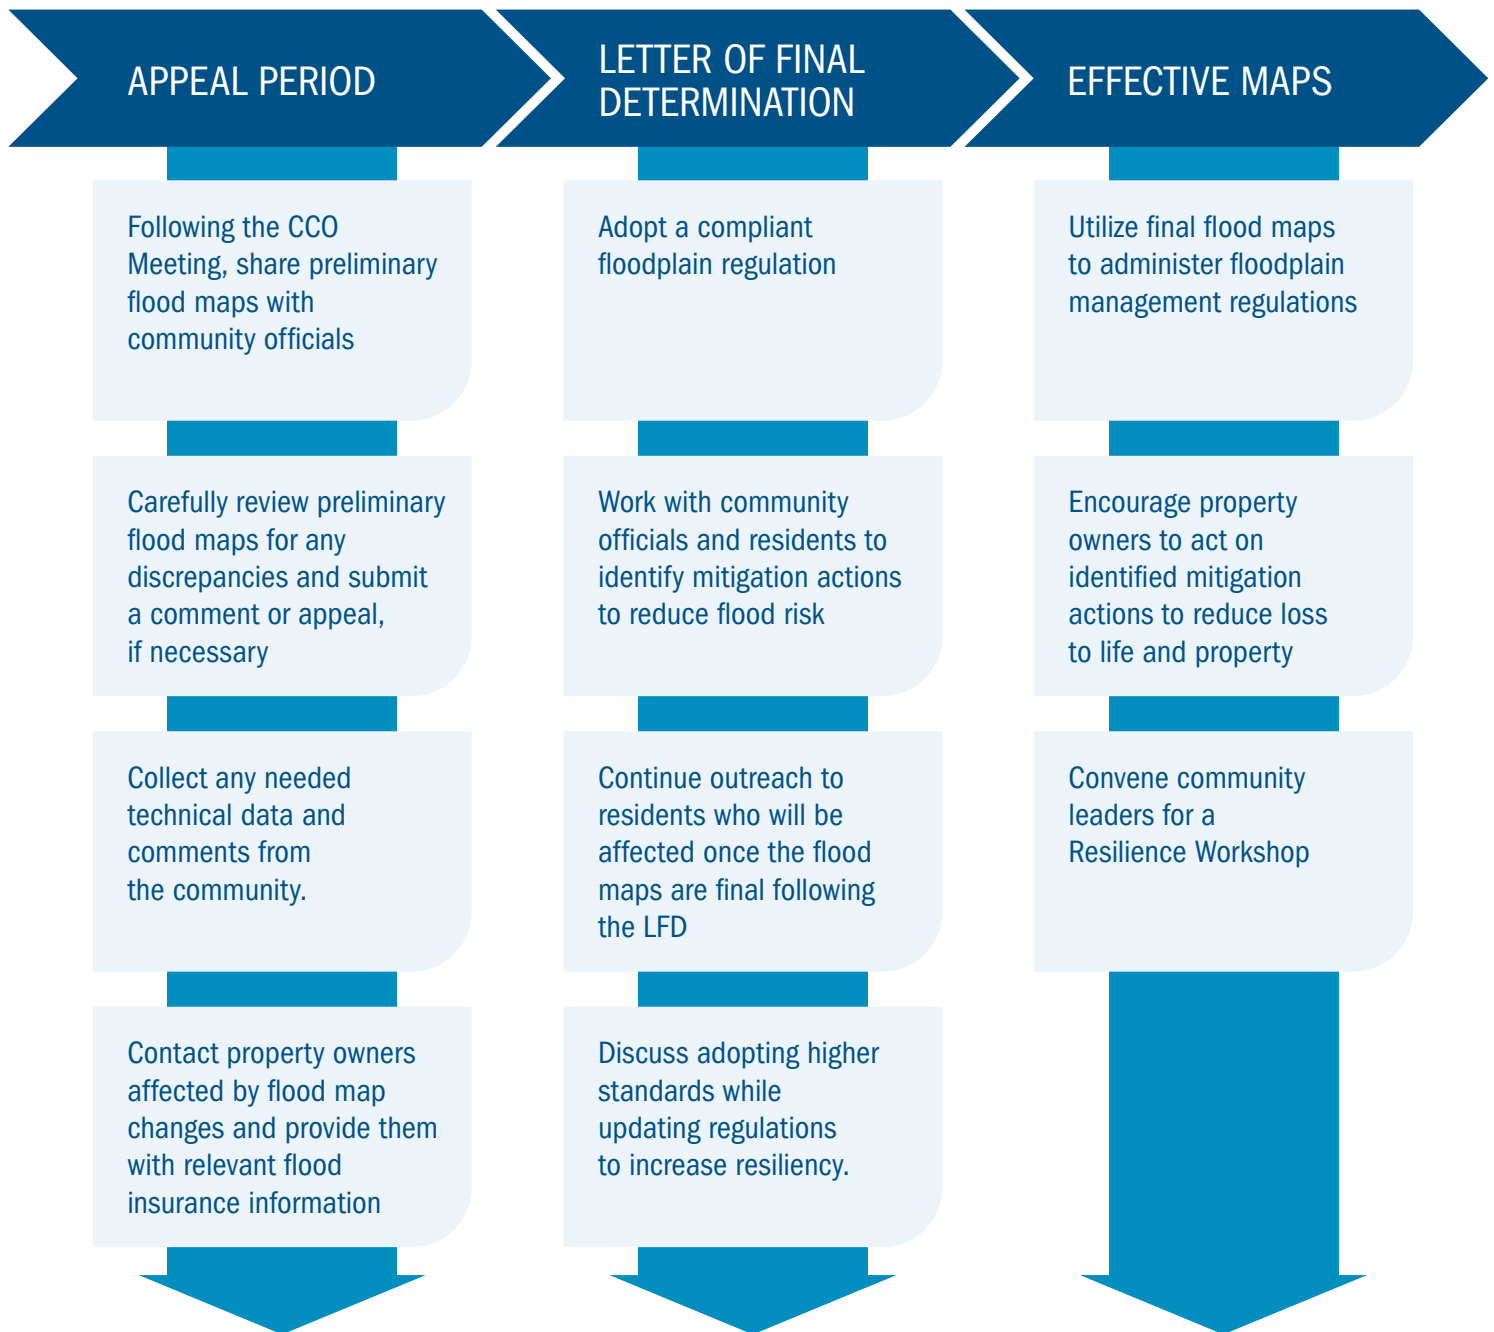 APPEAL PERIOD
Following the CCO
Meeting, share preliminary
flood maps with
community officials
Carefully review preliminary
flood maps for any
discrepancies and submit
a comment or appeal,
if necessary
Collect any needed
technical data and
comments from
the community.
Contact property owners
affected by flood map
changes and provide them
with relevant flood
insurance information
LETTER OF FINAL
DETERMINATION
Adopt a compliant
floodplain regulation
Work with community
officials and residents to
identify mitigation actions
to reduce flood risk
Continue outreach to
residents who will be
affected once the flood
maps are final following
the LFD
Discuss adopting higher
standards while
updating regulations
to increase resiliency.
EFFECTIVE MAPS
Utilize final flood maps
to administer floodplain
management regulations
Encourage property
owners to act on
identified mitigation
actions to reduce loss
to life and property
Convene community
leaders for a
Resilience Workshop